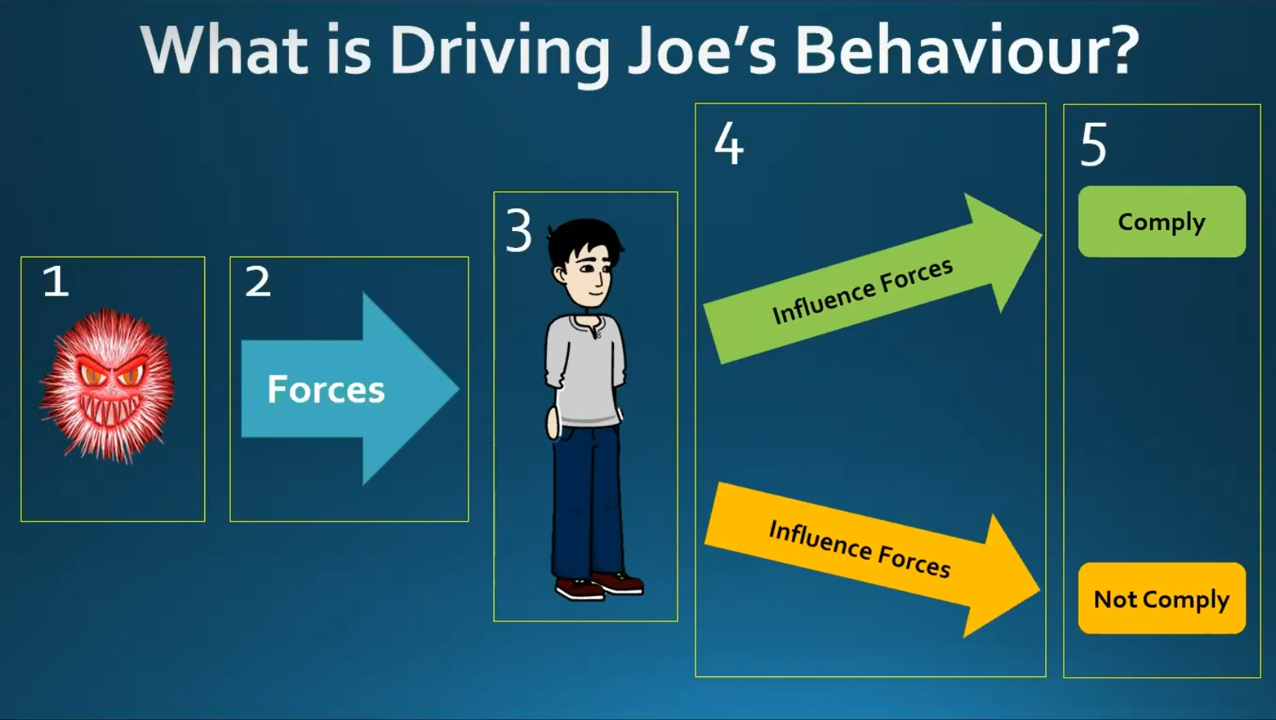 What is Driving Joe's Behaviour?
1
2
Forces
3
4
Influence Forces
Influence Forces
5
Comply
Not Comply